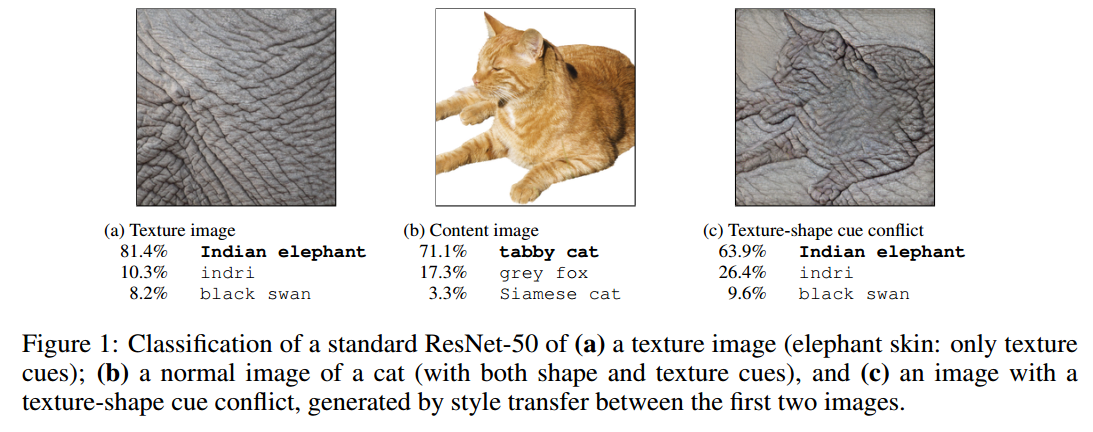 (a) Texture image
81.4% Indian elephant
10.3% indri
8.2% black swan
(b) Content image
71.1% tabby cat
17.3% grey fox
3.3% Siamese cat
(c) Texture-shape cue conflict
63.9% Indian elephant
26.4% indri
9.6% black swan
Figure 1: Classification of a standard ResNet-50 of (a) a texture image (elephant skin: only texture
cues); (b) a normal image of a cat (with both shape and texture cues), and (c) an image with a
texture-shape cue conflict, generated by style transfer between the first two images.